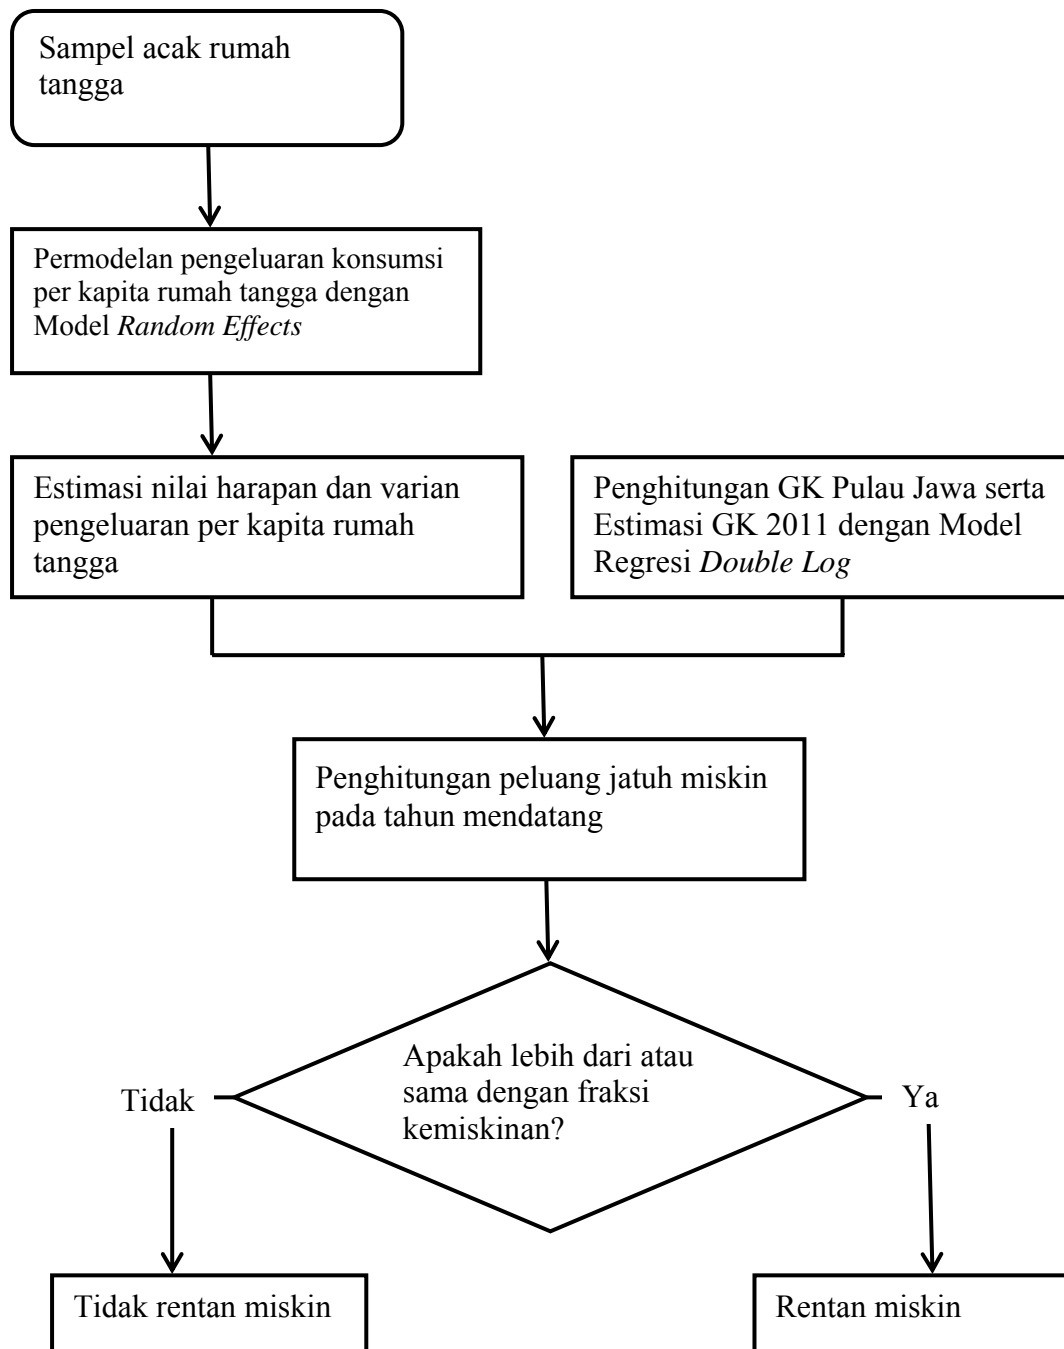 Sampel acak rumah
tangga
Permodelan pengeluaran konsumsi
per kapita rumah tangga dengan
Model Random Effects
Estimasi nilai harapan dan varian
pengeluaran per kapita rumah
tangga
Penghitungan GK Pulau Jawa serta
Estimasi GK 2011 dengan Model
Regresi Double Log
Penghitungan peluang jatuh miskin
pada tahun mendatang
Apakah lebih dari atau
sama dengan fraksi
kemiskinan?
Tidak
Ya
Tidak rentan miskin
Rentan miskin